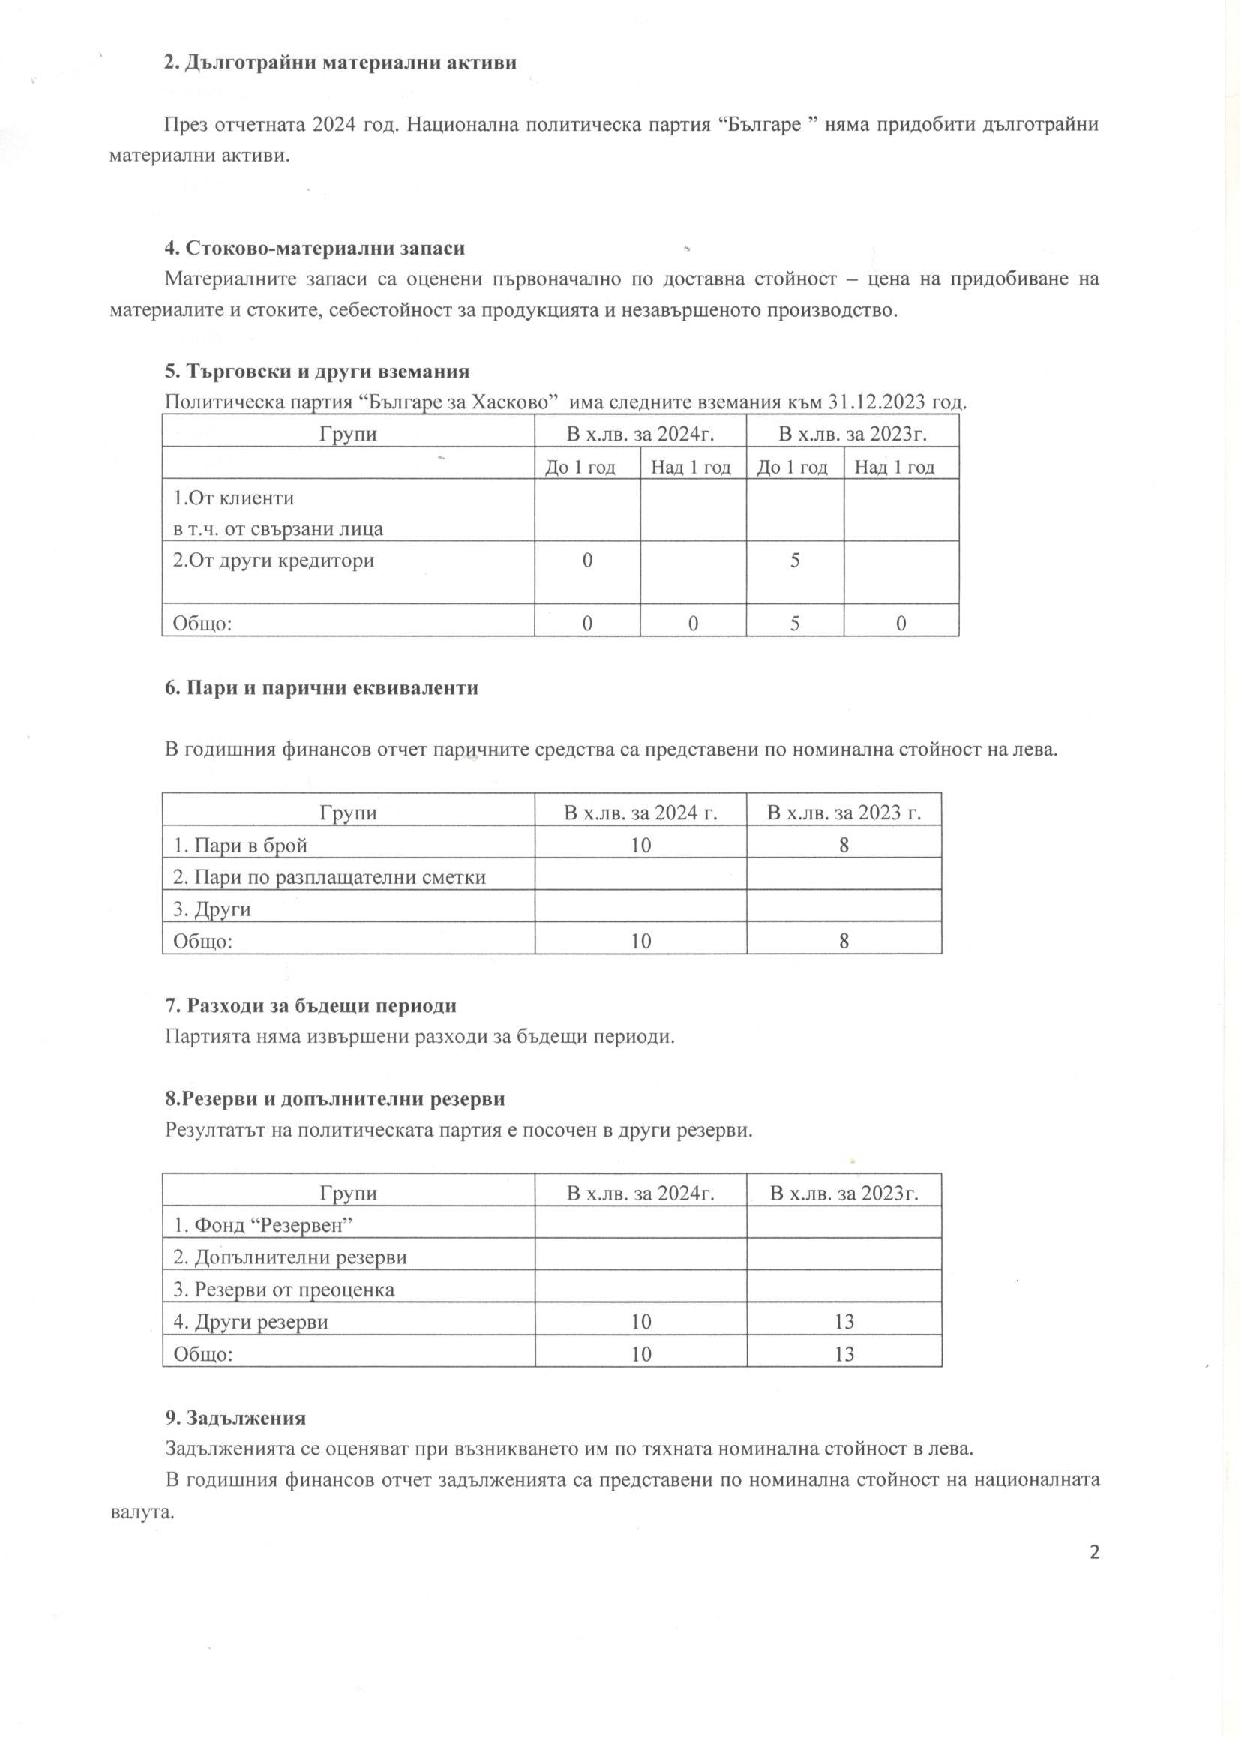 2. Дълготрайни материални активи
През отчетната 2024 год. Национална политическа партия “Българе ” няма придобити дълготрайни
материални активи.
4. Стоково-материални запаси
Материалните запаси са оценени първоначално по доставна стойност – цена на придобиване на
материалите и стоките, себестойност за продукцията и незавършеното производство.
5. Търговски и други вземания
Политическа партия “Българе за Хасково” има следните вземания към 31.12.2023 год.
Групи В х.лв. за 2024г. В х.лв. за 2023г.
До 1 год Над 1 год До 1 год Над 1 год
1.От клиенти
в т.ч. от свързани лица
2.От други кредитори 0 5
Общо: 0 0 5 0
6. Пари и парични еквиваленти
В годишния финансов отчет паричните средства са представени по номинална стойност на лева.
Групи В х.лв. за 2024 г. В х.лв. за 2023 г.
1. Пари в брой 10 8
2. Пари по разплащателни сметки
3. Други
Общо: 10 8
7. Разходи за бъдещи периоди
Партията няма извършени разходи за бъдещи периоди.
8.Резерви и допълнителни резерви
Резултатът на политическата партия е посочен в други резерви.
Групи В х.лв. за 2024г. В х.лв. за 2023г.
1. Фонд “Резервен”
2. Допълнителни резерви
3. Резерви от преоценка
4. Други резерви 10 13
Общо: 10 13
9. Задължения
Задълженията се оценяват при възникването им по тяхната номинална стойност в лева.
В годишния финансов отчет задълженията са представени по номинална стойност на националната
валута.
2